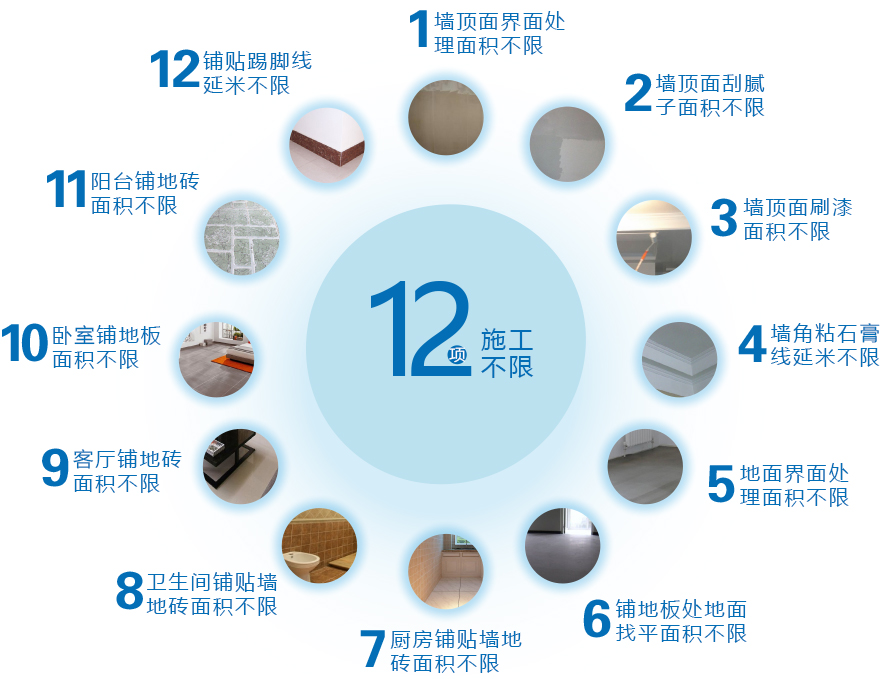 1 墙顶面界面处
理面积不限
2 墙顶面刮腻
子面积不限
3 墙顶面刷漆
面积不限
4 墙角粘石膏
线延米不限
5 地面界面处
理面积不限
6 铺地板处地面
找平面积不限
7 厨房铺贴墙地
砖面积不限
8 卫生间铺贴墙
地砖面积不限
9 客厅铺地砖
面积不限
10 卧室铺地板
面积不限
11 阳台铺地砖
面积不限
12 铺贴踢脚线
延米不限
12项 施工
不限